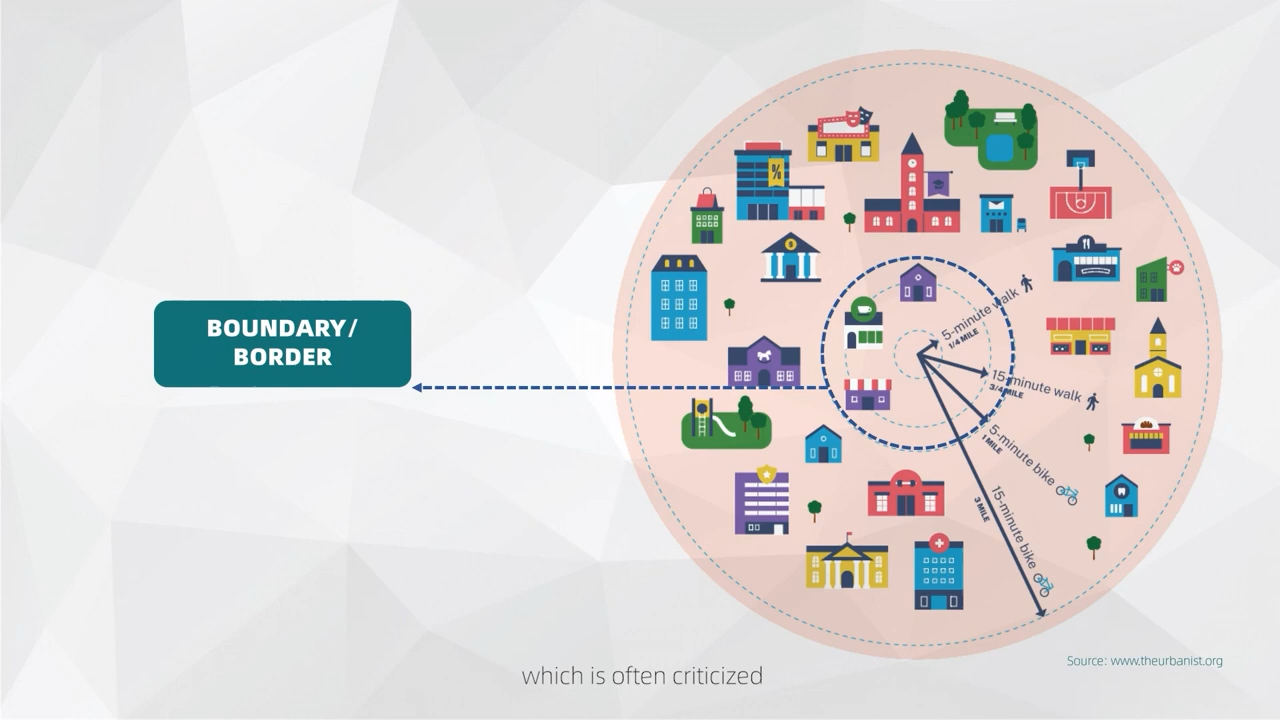 BOUNDARY/
BORDER
%
5-minute walk
1/4 MILE
15-minute walk
3/4 MILE
5-minute bike
1 MILE
15-minute bike
3 MILE
Source: www.theurbanist.org
which is often criticized